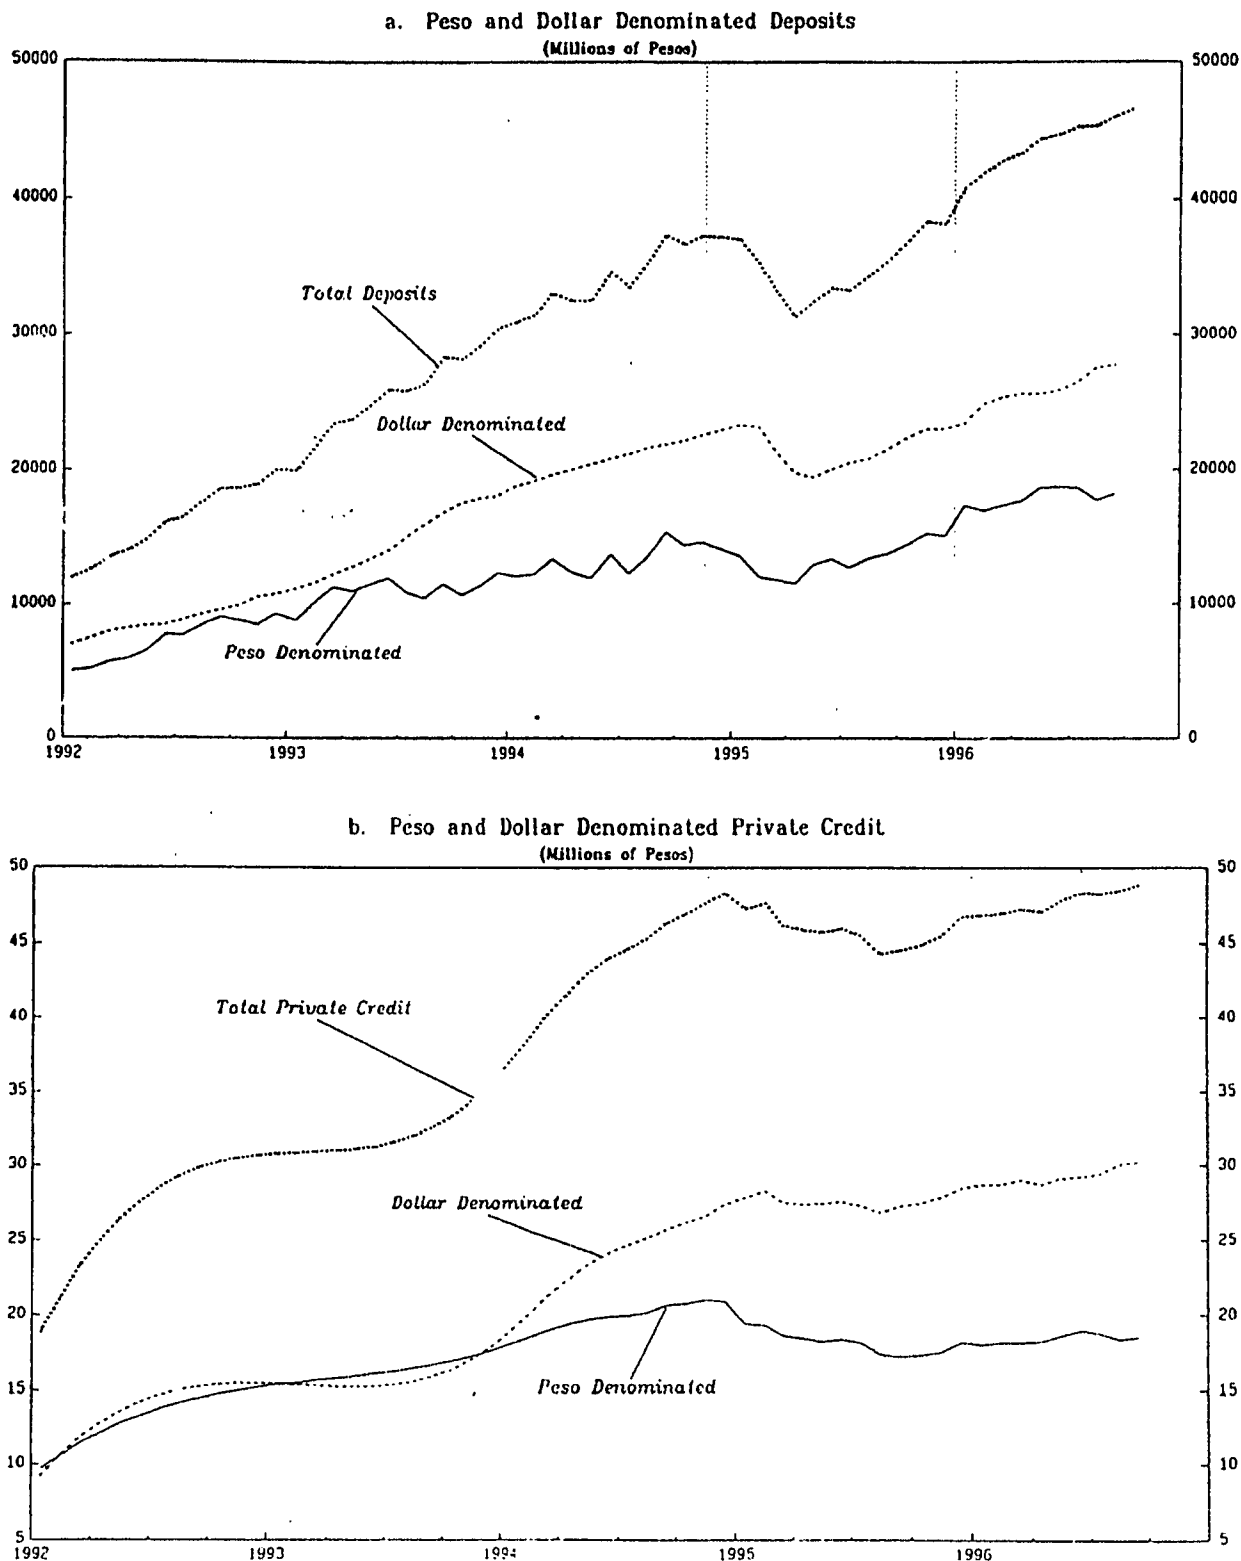 a. Peso and Dollar Denominated Deposits
(Millions of Pesos)
50000 50000
40000 40000
Total Deposits
30000 30000
Dollar Denominated
20000 20000
10000 10000
Peso Denominated
0 0
1992 1993 1994 1995 1996
b. Peso and Dollar Denominated Private Credit
(Millions of Pesos)
50 50
45 45
Total Private Credit
40 40
35 35
30 30
Dollar Denominated
25 25
20 20
Peso Denominated
15 15
10 10
5 5
1992 1993 1994 1995 1996